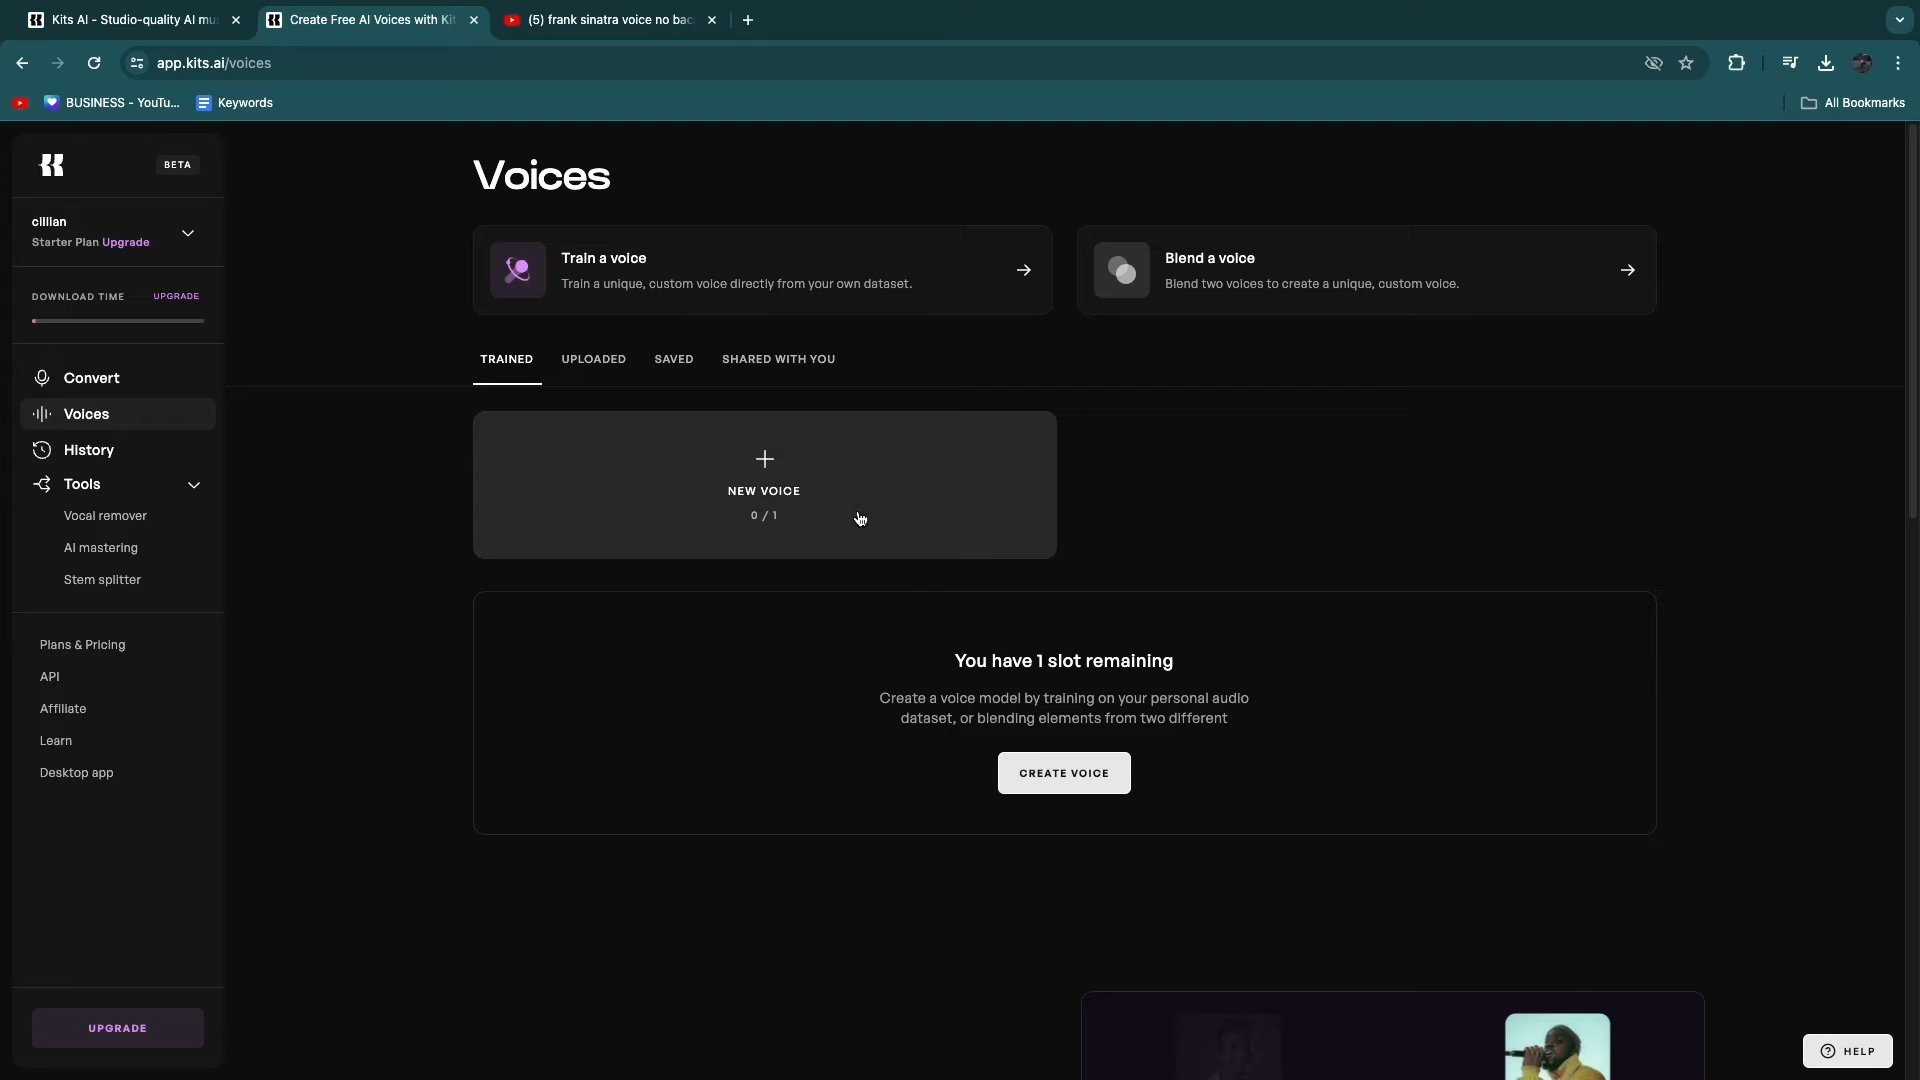 Kits AI - Studio-quality AI mu
Create Free AI Voices with Kit
(5) frank sinatra voice no bac
app.kits.ai/voices
BUSINESS - YouTu...
Keywords
All Bookmarks
BETA
cillian
Starter Plan Upgrade
DOWNLOAD TIME UPGRADE
Convert
Voices
History
Tools
Vocal remover
AI mastering
Stem splitter
Plans & Pricing
API
Affiliate
Learn
Desktop app
UPGRADE
Voices
Train a voice
Train a unique, custom voice directly from your own dataset.
Blend a voice
Blend two voices to create a unique, custom voice.
TRAINED UPLOADED SAVED SHARED WITH YOU
NEW VOICE
0 / 1
You have 1 slot remaining
Create a voice model by training on your personal audio
dataset, or blending elements from two different
CREATE VOICE
HELP